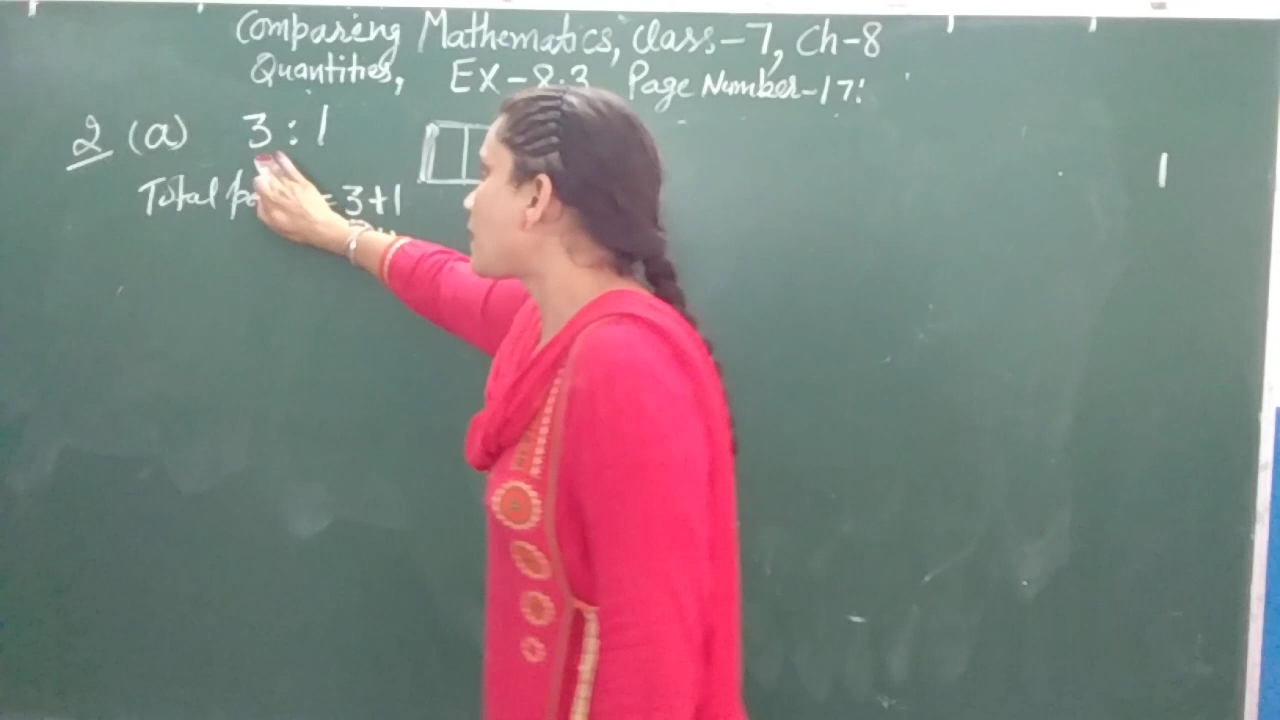 Comparing Mathematics, Class-7, Ch-8
Quantities, EX-8.3 Page Number-17
2 (a) 3 : 1
Total = 3+1